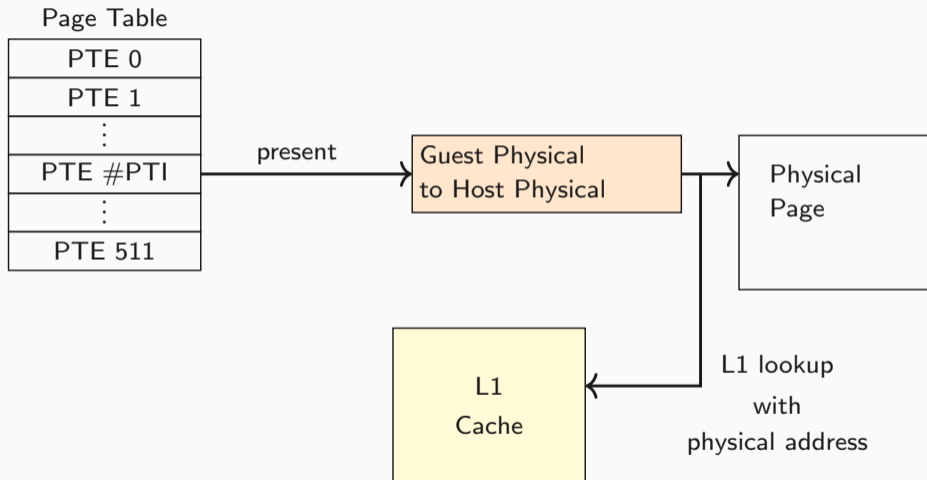 Page Table
PTE 0
PTE 1
⋮
PTE #PTI
⋮
PTE 511
present
Guest Physical
to Host Physical
Physical
Page
L1
Cache
L1 lookup
with
physical address